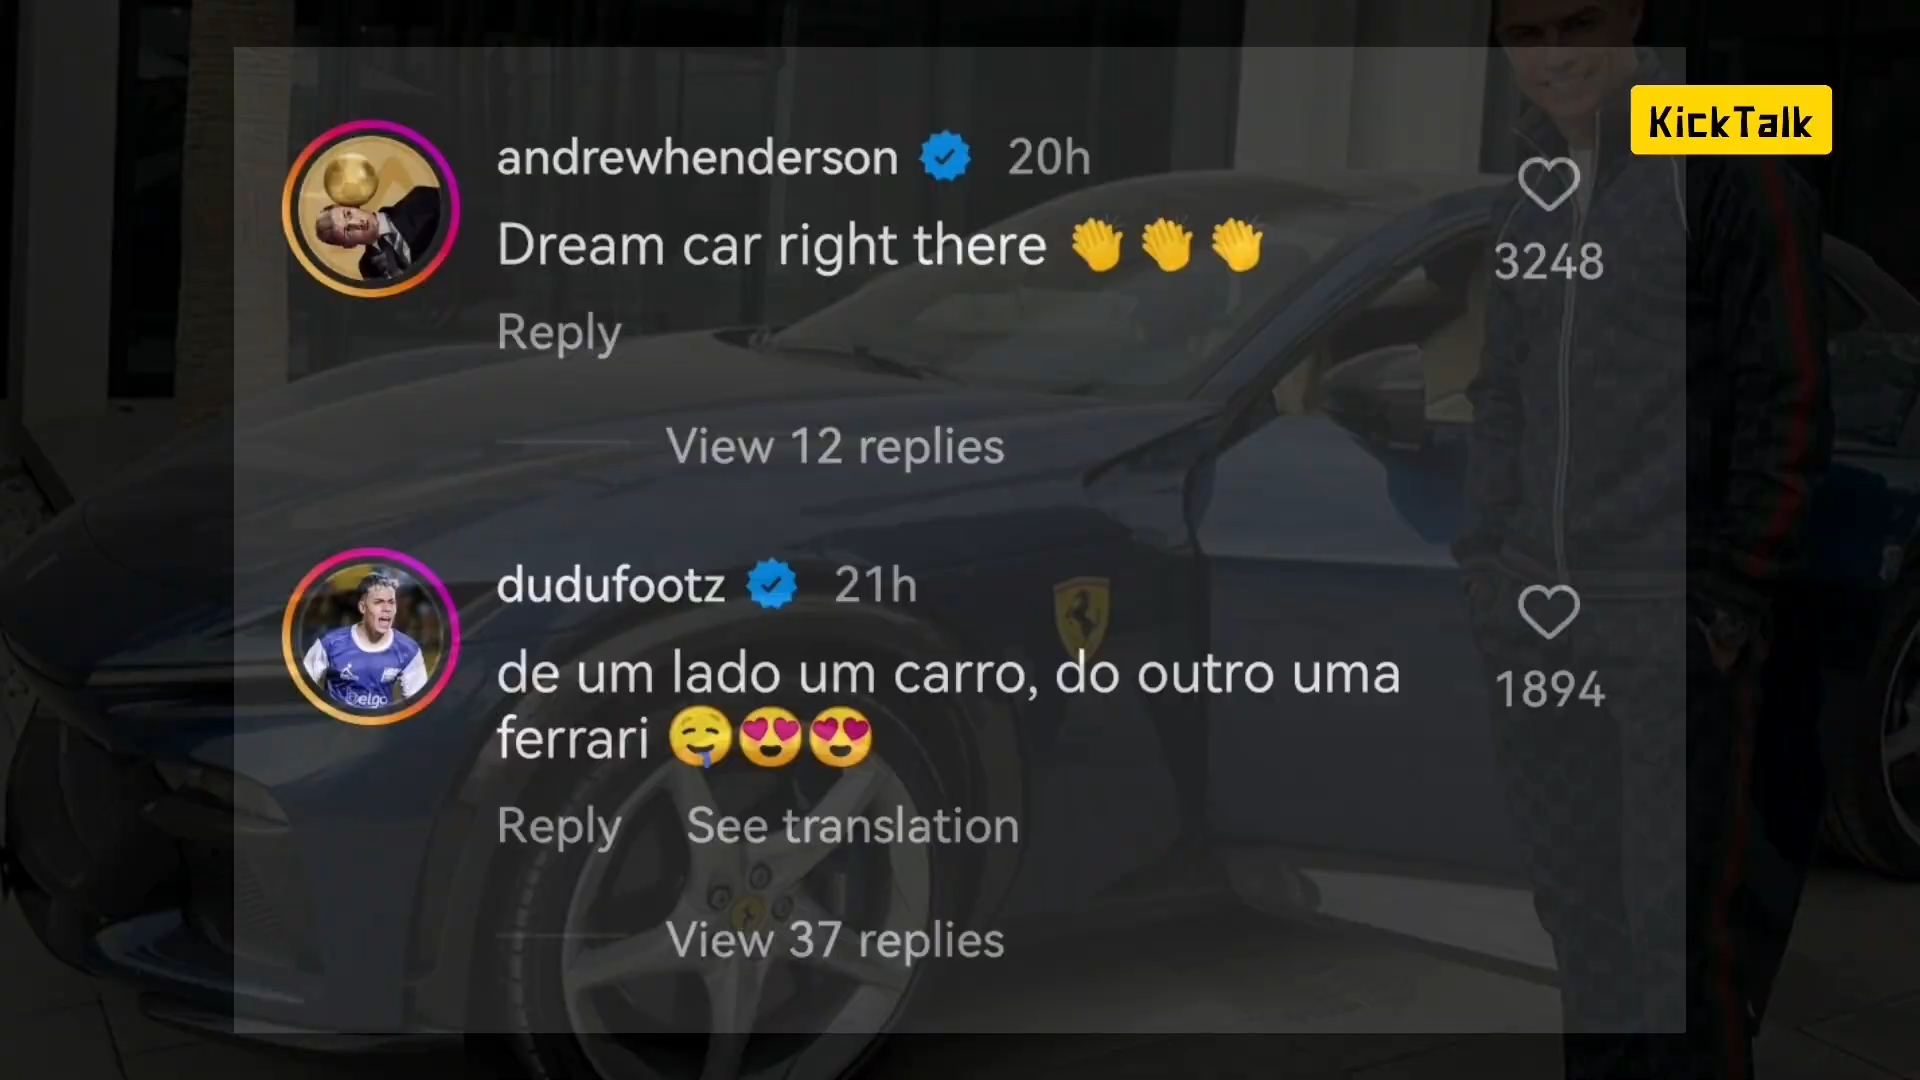 KickTalk
andrewhenderson 20h
Dream car right there 👏👏👏
3248
Reply
View 12 replies
dudufootz 21h
de um lado um carro, do outro uma
ferrari 🤤😍😍
1894
Reply See translation
View 37 replies
Betgo